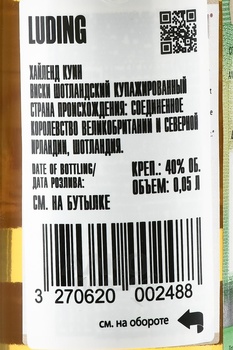 LUDING
ХАЙЛЕНД КУИН
ВИСКИ ШОТЛАНДСКИЙ КУПАЖИРОВАННЫЙ
СТРАНА ПРОИСХОЖДЕНИЯ: СОЕДИНЕННОЕ
КОРОЛЕВСТВО ВЕЛИКОБРИТАНИИ И СЕВЕРНОЙ
ИРЛАНДИИ, ШОТЛАНДИЯ.
DATE OF BOTTLING/ КРЕП.: 40% ОБ.
ДАТА РОЗЛИВА: ОБЪЕМ: 0,05 Л
СМ. НА БУТЫЛКЕ
3 270620 002488
см. на обороте